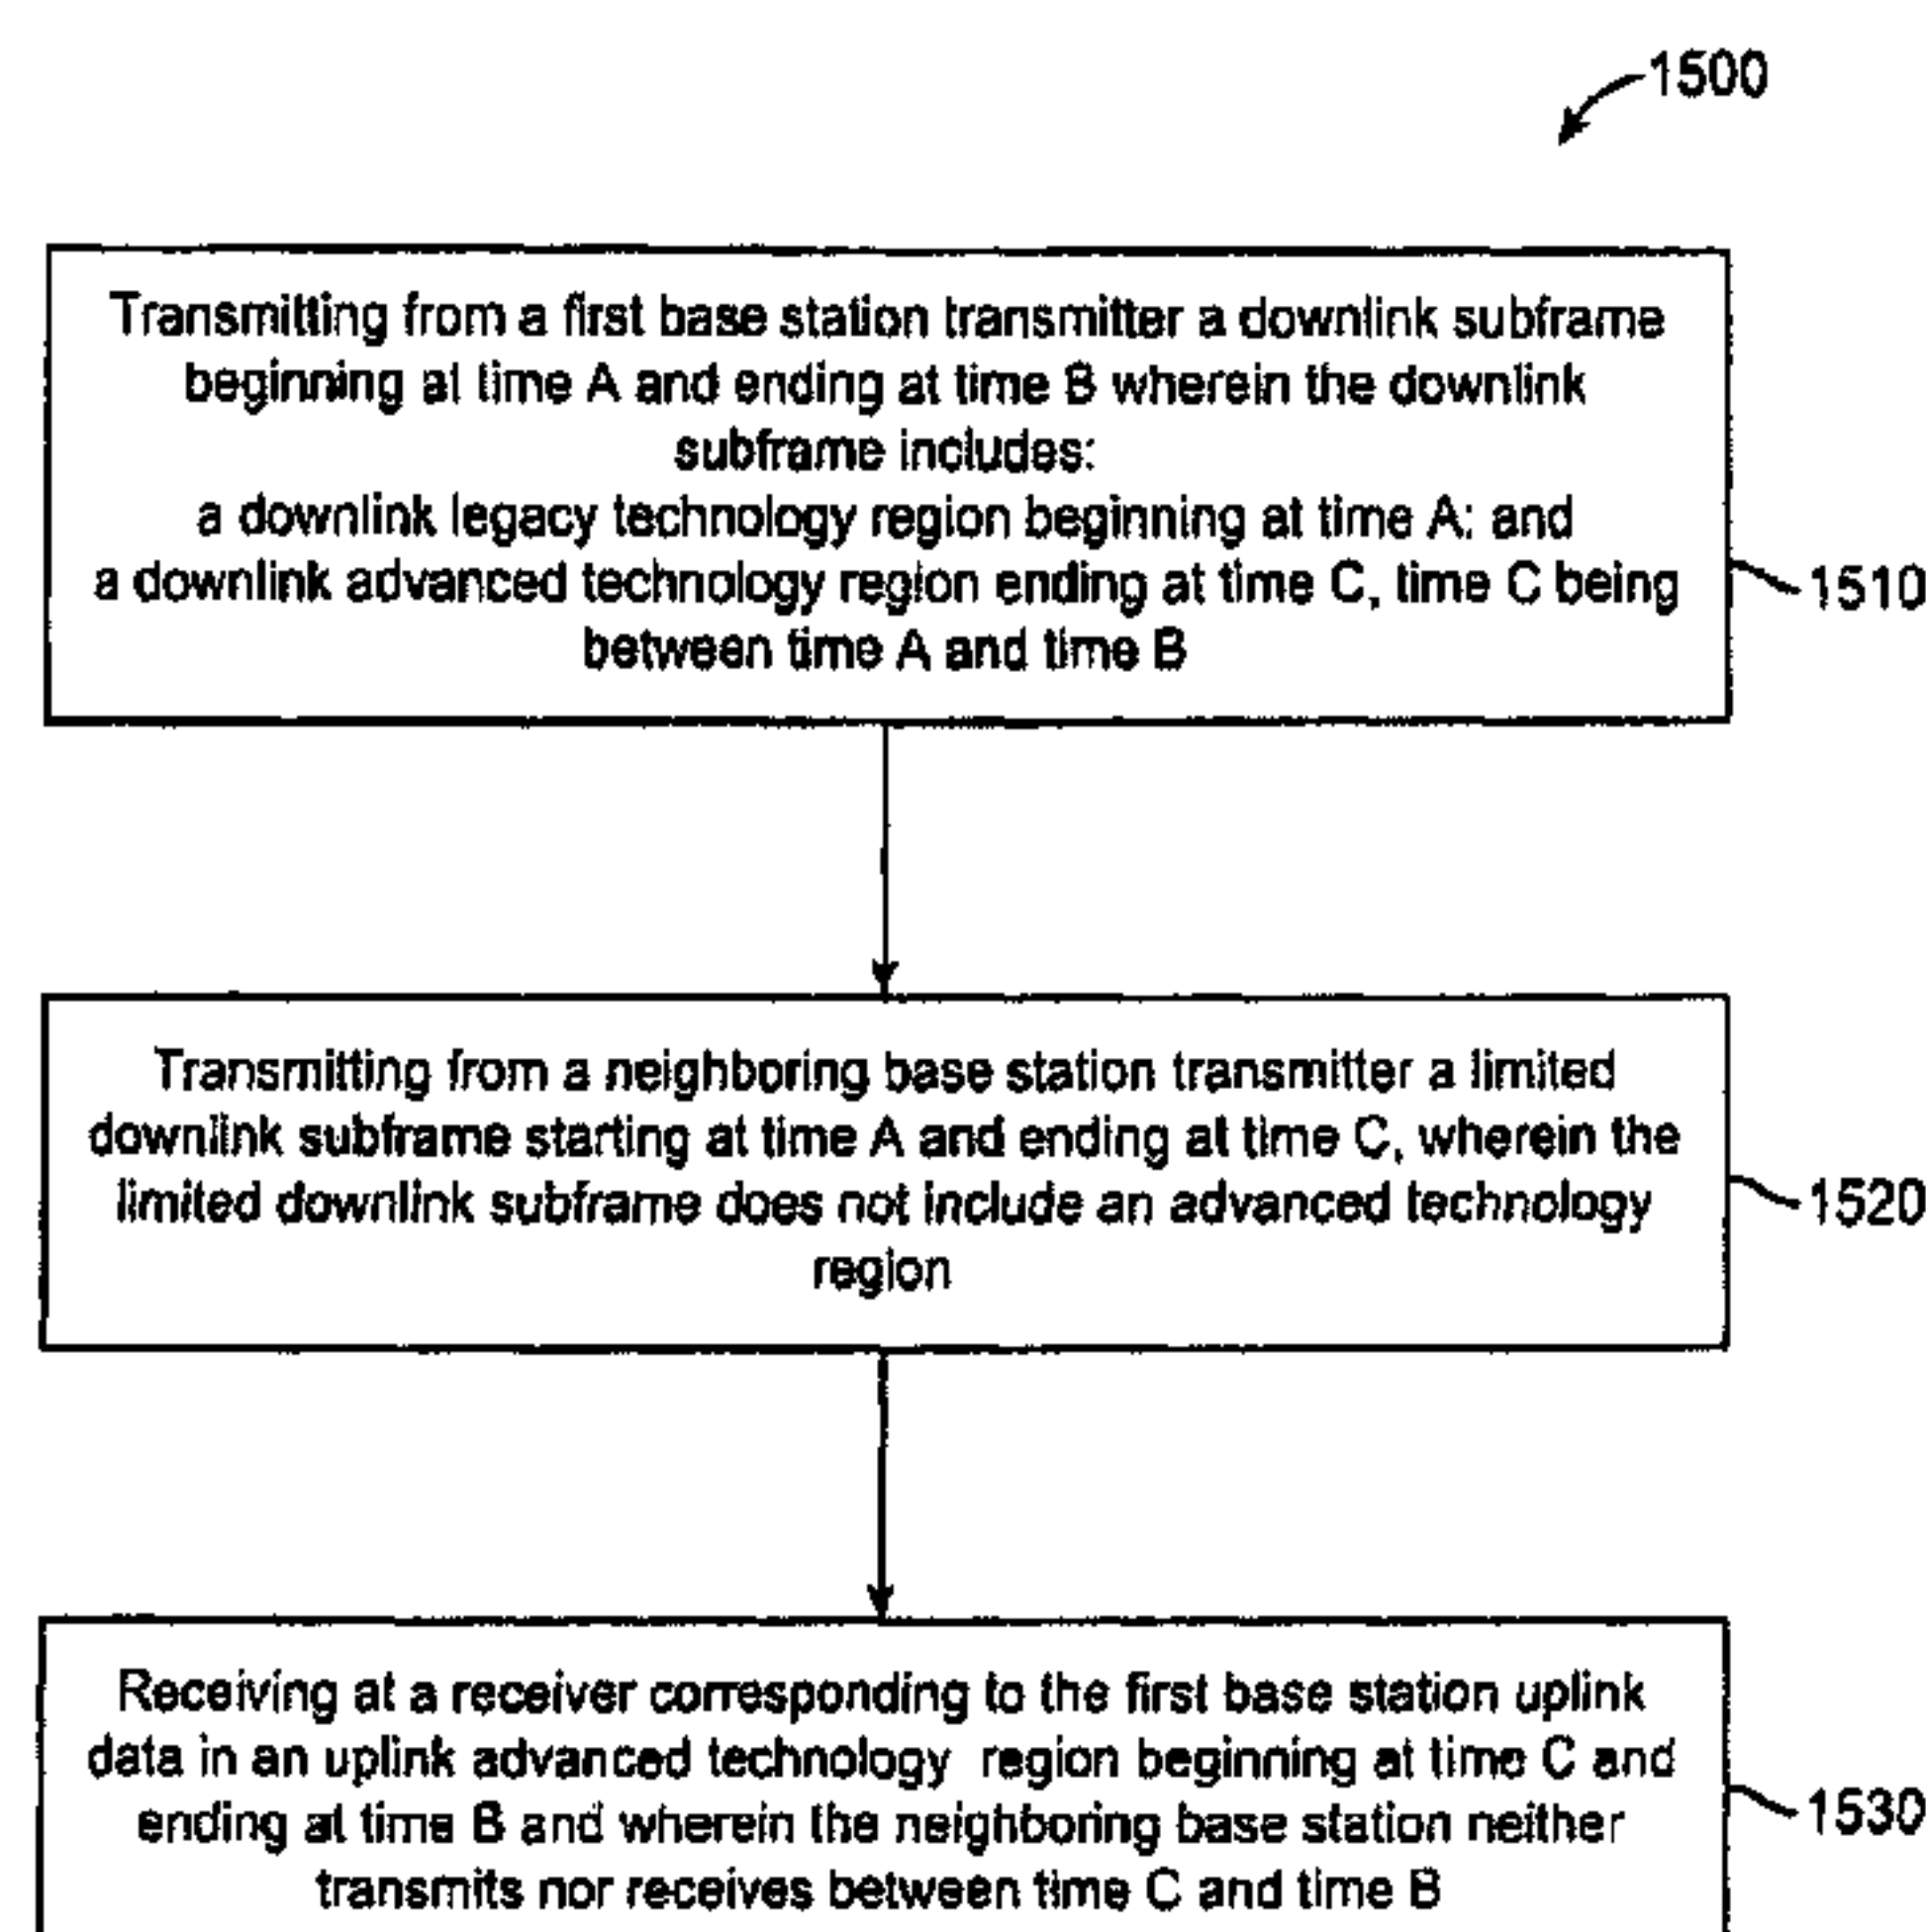 1500
Transmitting from a first base station transmitter a downlink subframe
beginning at time A and ending at time B wherein the downlink
subframe includes:
a downlink legacy technology region beginning at time A; and
a downlink advanced technology region ending at time C, time C being
between time A and time B
1510
Transmitting from a neighboring base station transmitter a limited
downlink subframe starting at time A and ending at time C, wherein the
limited downlink subframe does not include an advanced technology
region
1520
Receiving at a receiver corresponding to the first base station uplink
data in an uplink advanced technology region beginning at time C and
ending at time B and wherein the neighboring base station neither
transmits nor receives between time C and time B
1530